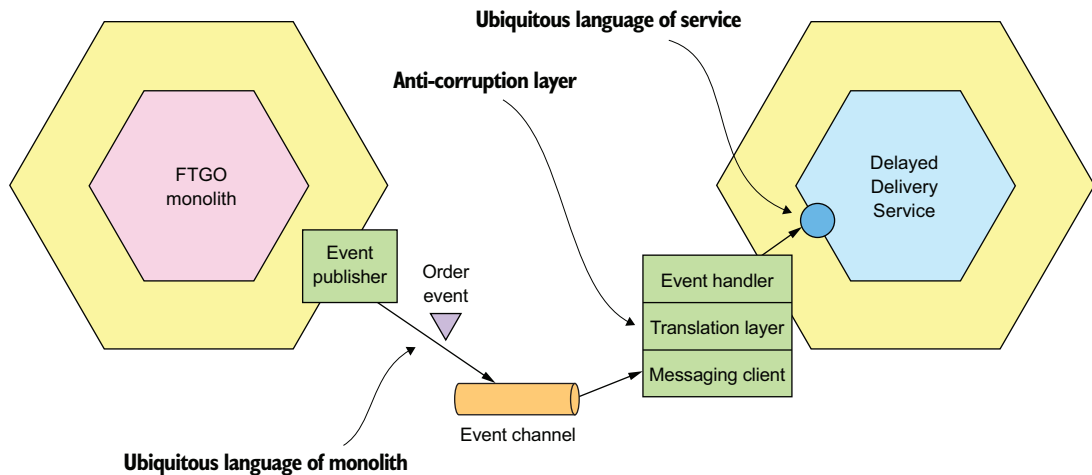 Ubiquitous language of service
Anti-corruption layer
FTGO
monolith
Delayed
Delivery
Service
Event
publisher
Order
event
Event handler
Translation layer
Messaging client
Event channel
Ubiquitous language of monolith